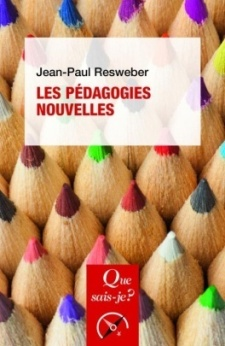 Jean-Paul Resweber
LES PÉDAGOGIES
NOUVELLES
Que
sais-je?